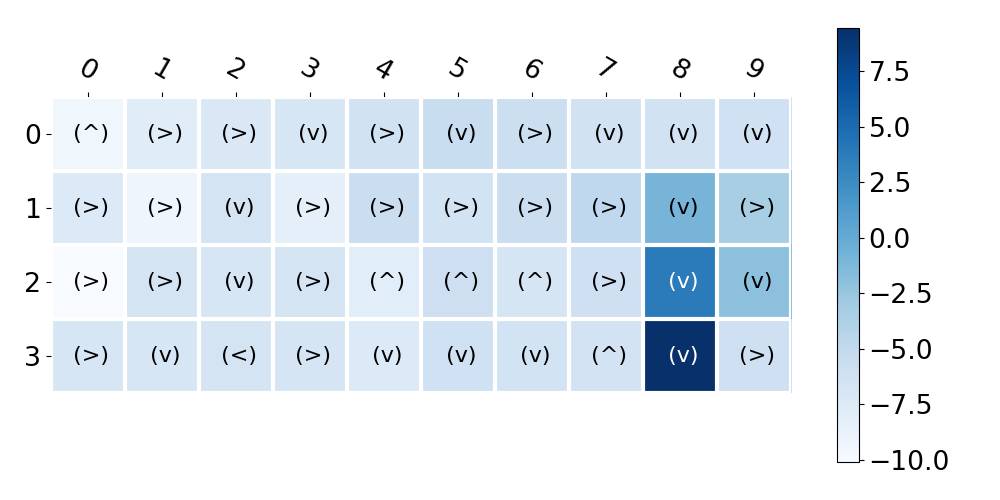 0 1 2 3 4 5 6 7 8 9
0 (^) (>) (>) (v) (>) (v) (>) (v) (v) (v)
1 (>) (>) (v) (>) (>) (>) (>) (>) (v) (>)
2 (>) (>) (v) (>) (^) (^) (^) (>) (v) (v)
3 (>) (v) (<) (>) (v) (v) (v) (^) (v) (>)
7.5
5.0
2.5
0.0
−2.5
−5.0
−7.5
−10.0